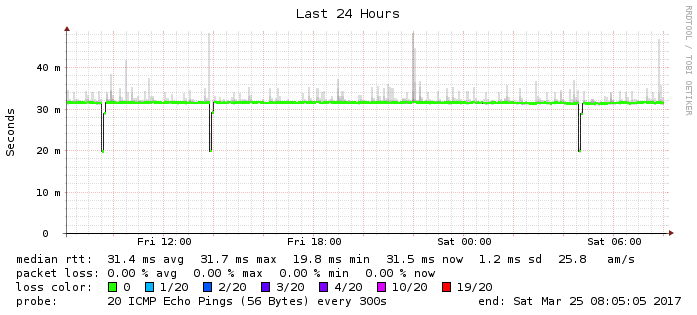 Last 24 Hours
RRDTOOL / TOBI OETIKER
Seconds
40 m
30 m
20 m
10 m
0
Fri 12:00 Fri 18:00 Sat 00:00 Sat 06:00
median rtt: 31.4 ms avg 31.7 ms max 19.8 ms min 31.5 ms now 1.2 ms sd 25.8 am/s
packet loss: 0.00 % avg 0.00 % max 0.00 % min 0.00 % now
loss color: 0 1/20 2/20 3/20 4/20 10/20 19/20
probe: 20 ICMP Echo Pings (56 Bytes) every 300s end: Sat Mar 25 08:05:05 2017